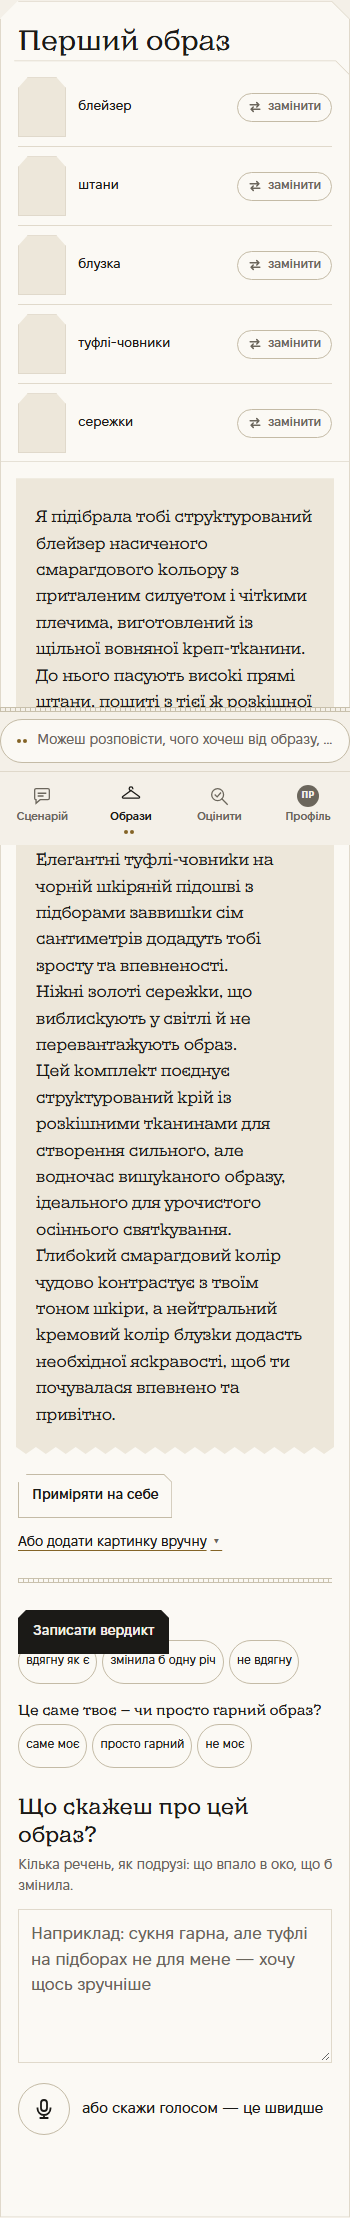 Перший образ
блейзер
замінити
штани
замінити
блузка
замінити
туфлі-човники
замінити
сережки
замінити
Я підібрала тобі структурований
блейзер насиченого
смарагдового кольору з
приталеним силуетом і чіткими
плечима, виготовлений із
щільної вовняної креп-тканини.
До нього пасують високі прямі
штани, пошиті з тієї ж розкішної
Можеш розповісти, чого хочеш від образу, ...
Сценарій
Образи
Оцінити
ПР
Профіль
Елегантні туфлі-човники на
чорній шкіряній підошві з
підборами заввишки сім
сантиметрів додадуть тобі
зросту та впевненості.
Ніжні золоті сережки, що
виблискують у світлі й не
перевантажують образ.
Цей комплект поєднує
структурований крій із
розкішними тканинами для
створення сильного, але
водночас вишуканого образу,
ідеального для урочистого
осіннього святкування.
Глибокий смарагдовий колір
чудово контрастує з твоїм
тоном шкіри, а нейтральний
кремовий колір блузки додасть
необхідної яскравості, щоб ти
почувалася впевнено та
привітно.
Приміряти на себе
Або додати картинку вручну
Записати вердикт
вдягну як є
змінила б одну річ
не вдягну
Це саме твоє — чи просто гарний образ?
саме моє
просто гарний
не моє
Що скажеш про цей
образ?
Кілька речень, як подрузі: що впало в око, що б
змінила.
Наприклад: сукня гарна, але туфлі
на підборах не для мене — хочу
щось зручніше
або скажи голосом — це швидше